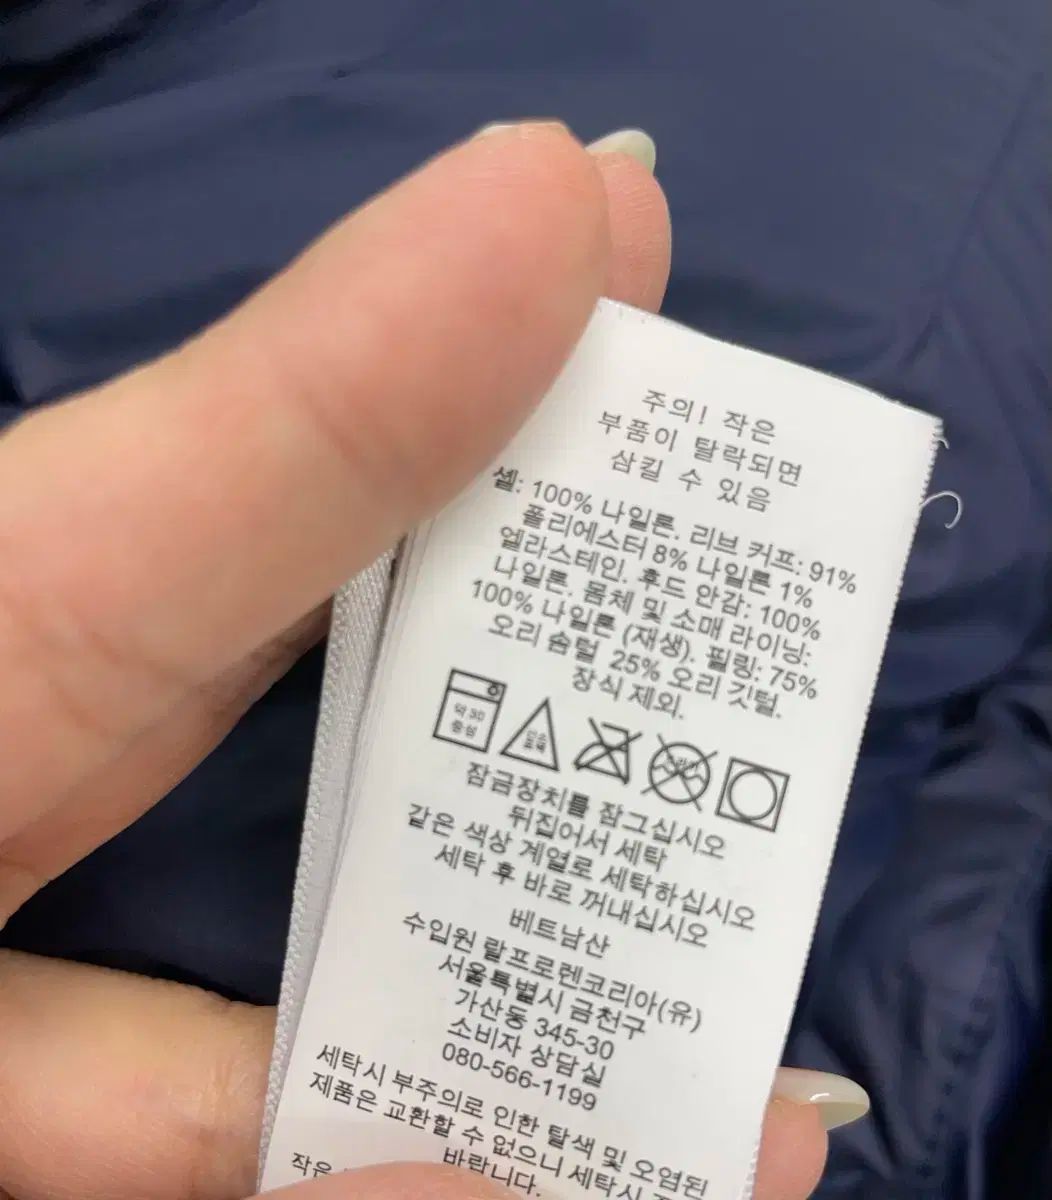 주의! 작은
부품이 탈락되면
삼킬 수 있음
셸: 100% 나일론. 리브 커프: 91%
폴리에스터 8% 나일론 1%
엘라스테인. 후드 안감: 100%
나일론. 몸체 및 소매 라이닝:
100% 나일론 (재생). 필링: 75%
오리 솜털 25% 오리 깃털.
장식 제외.
약 30
중성
잠금장치를 잠그십시오
뒤집어서 세탁
같은 색상 계열로 세탁하십시오
세탁 후 바로 꺼내십시오
베트남산
수입원 랄프로렌코리아(유)
서울특별시 금천구
가산동 345-30
소비자 상담실
080-566-1199
세탁시 부주의로 인한 탈색 및 오염된
제품은 교환할 수 없으니 세탁시
바랍니다.
작은